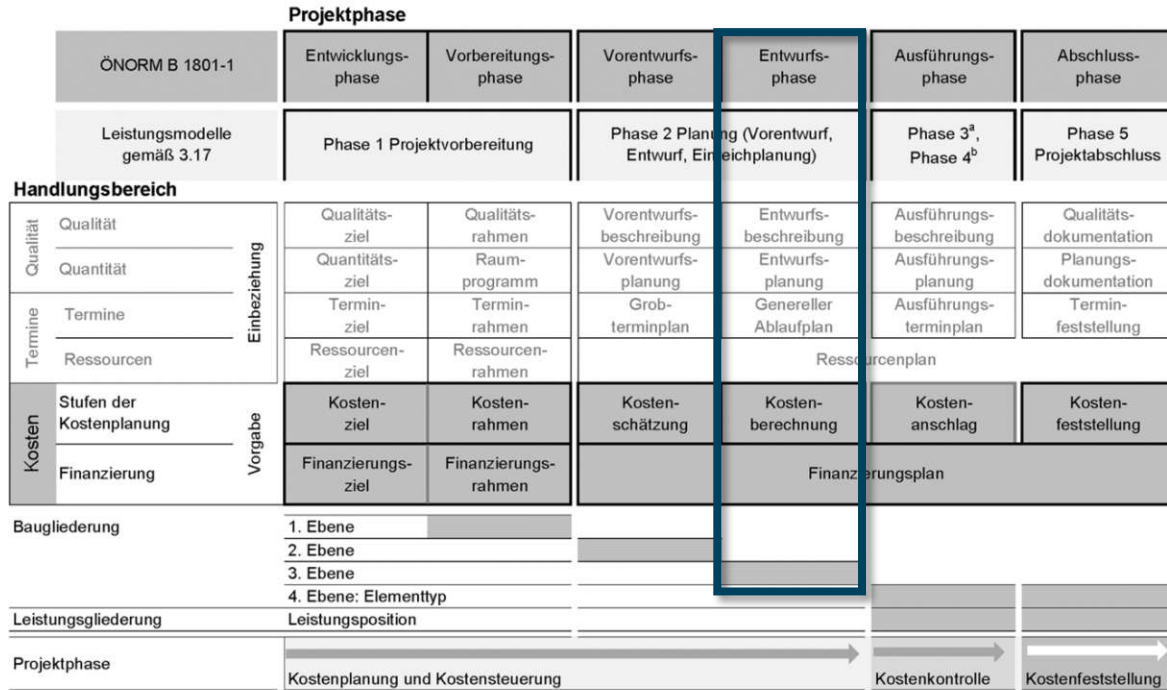 Projektphase
ÖNORM B 1801-1
Entwicklungs-
phase
Vorbereitungs-
phase
Vorentwurfs-
phase
Entwurfs-
phase
Ausführungs-
phase
Abschluss-
phase
Leistungsmodelle
gemäß 3.17
Phase 1 Projektvorbereitung
Phase 2 Planung (Vorentwurf,
Entwurf, Einreichplanung)
Phase 3ª,
Phase 4ᵇ
Phase 5
Projektabschluss
Handlungsbereich
Qualität
Qualität
Einbeziehung
Qualitäts-
ziel
Qualitäts-
rahmen
Vorentwurfs-
beschreibung
Entwurfs-
beschreibung
Ausführungs-
beschreibung
Qualitäts-
dokumentation
Quantität
Quantitäts-
ziel
Raum-
programm
Vorentwurfs-
planung
Entwurfs-
planung
Ausführungs-
planung
Planungs-
dokumentation
Termine
Termine
Termin-
ziel
Termin-
rahmen
Grob-
terminplan
Genereller
Ablaufplan
Ausführungs-
terminplan
Termin-
feststellung
Ressourcen
Ressourcen-
ziel
Ressourcen-
rahmen
Ressourcenplan
Kosten
Stufen der
Kostenplanung
Vorgabe
Kosten-
ziel
Kosten-
rahmen
Kosten-
schätzung
Kosten-
berechnung
Kosten-
anschlag
Kosten-
feststellung
Finanzierung
Finanzierungs-
ziel
Finanzierungs-
rahmen
Finanzierungsplan
Baugliederung
1. Ebene
2. Ebene
3. Ebene
4. Ebene: Elementtyp
Leistungsgliederung
Leistungsposition
Projektphase
Kostenplanung und Kostensteuerung
Kostenkontrolle
Kostenfeststellung